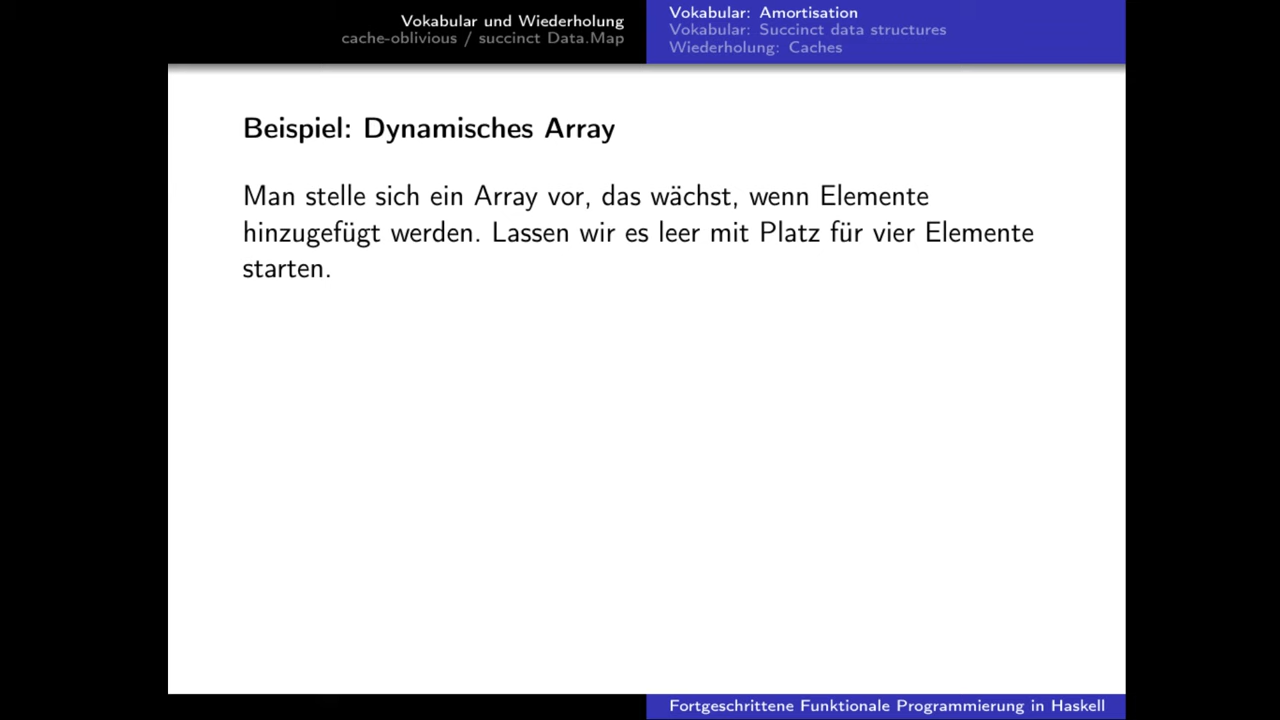 Vokabular und Wiederholung
cache-oblivious / succinct Data.Map
Vokabular: Amortisation
Vokabular: Succinct data structures
Wiederholung: Caches
Beispiel: Dynamisches Array
Man stelle sich ein Array vor, das wächst, wenn Elemente
hinzugefügt werden. Lassen wir es leer mit Platz für vier Elemente
starten.
Fortgeschrittene Funktionale Programmierung in Haskell